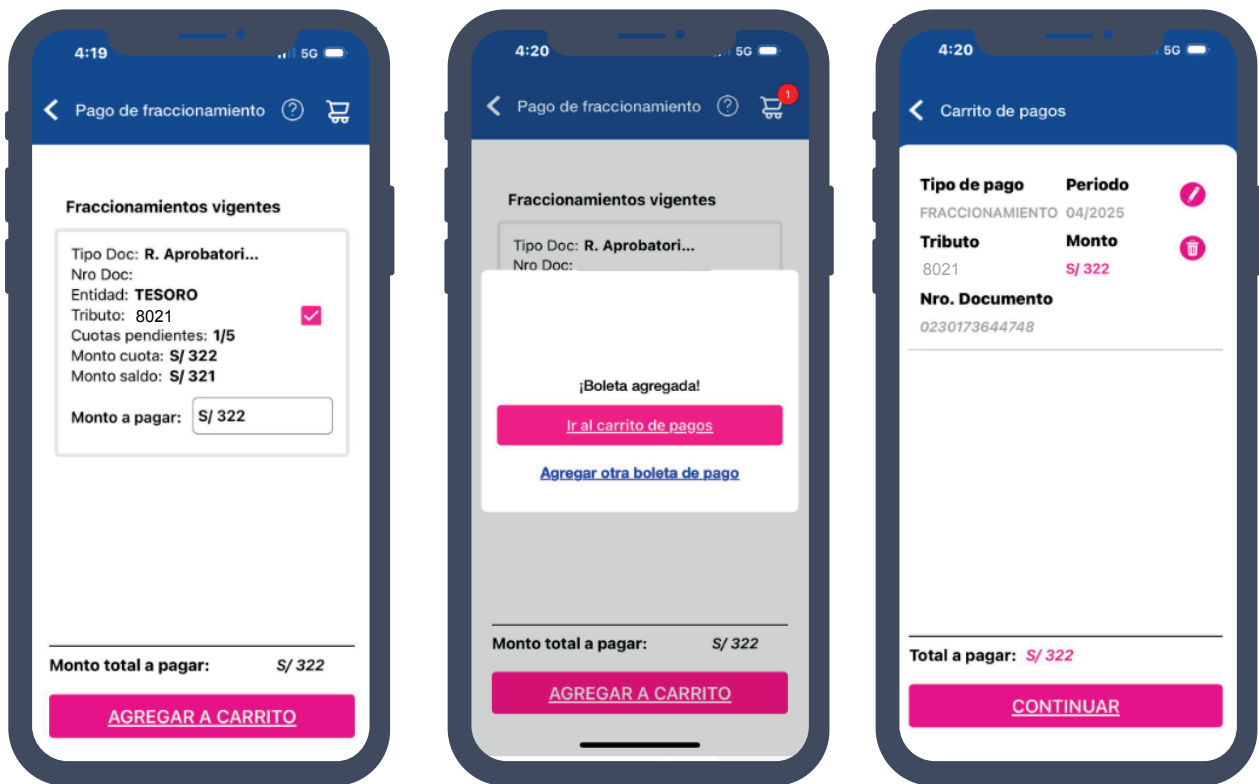 4:19
5G
Pago de fraccionamiento
Fraccionamientos vigentes
Tipo Doc: R. Aprobatori...
Nro Doc:
Entidad: TESORO
Tributo: 8021
Cuotas pendientes: 1/5
Monto cuota: S/ 322
Monto saldo: S/ 321
Monto a pagar: S/ 322
Monto total a pagar: S/ 322
AGREGAR A CARRITO
4:20
5G
Pago de fraccionamiento
1
Fraccionamientos vigentes
Tipo Doc: R. Aprobatori...
Nro Doc:
¡Boleta agregada!
Ir al carrito de pagos
Agregar otra boleta de pago
Monto total a pagar: S/ 322
AGREGAR A CARRITO
4:20
5G
Carrito de pagos
Tipo de pago Periodo
FRACCIONAMIENTO 04/2025
Tributo Monto
8021 S/ 322
Nro. Documento
0230173644748
Total a pagar: S/ 322
CONTINUAR